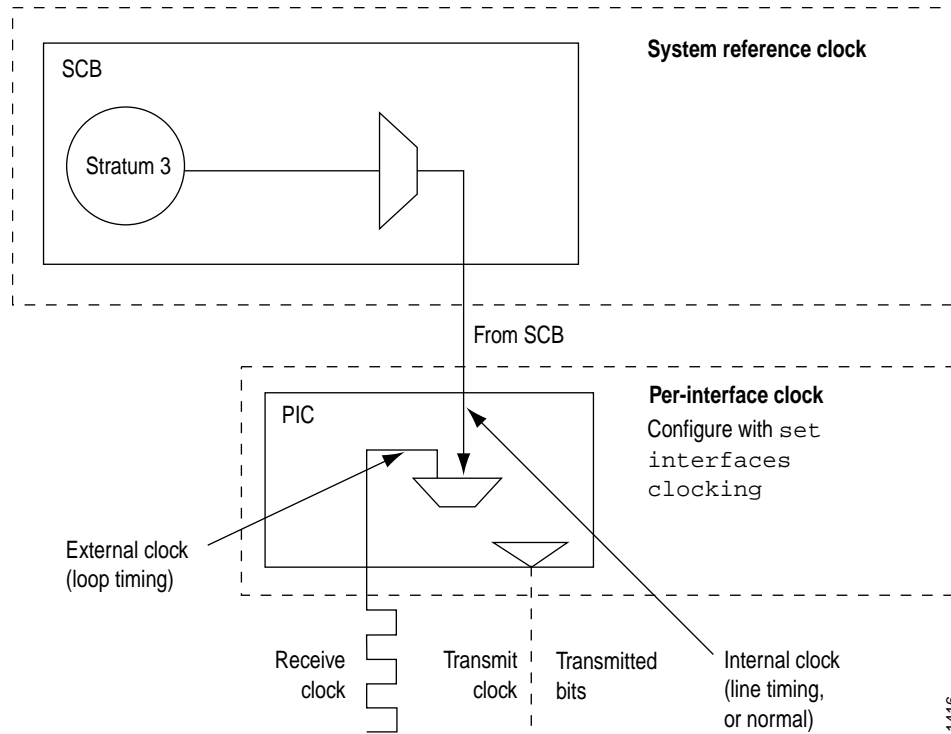 System reference clock
SCB
Stratum 3
From SCB
Per-interface clock
PIC
Configure with set
interfaces
clocking
External clock
(loop timing)
Receive
clock
Transmit
clock
Transmitted
bits
Internal clock
(line timing,
or normal)